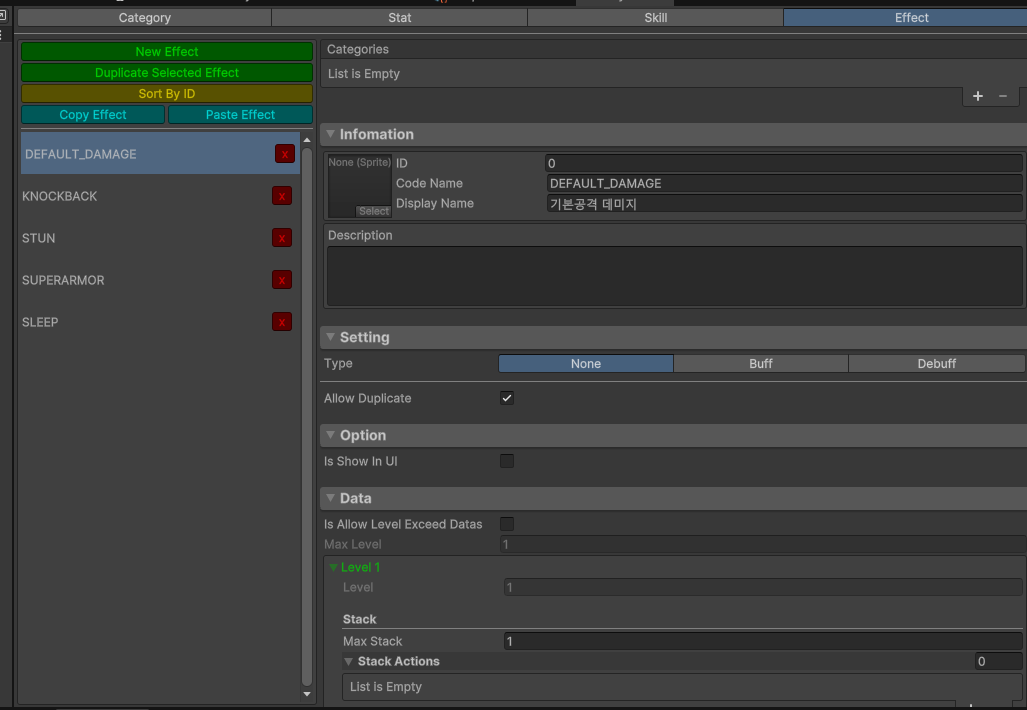 Category Stat Skill Effect
New Effect
Duplicate Selected Effect
Sort By ID
Copy Effect Paste Effect
DEFAULT_DAMAGE x
KNOCKBACK x
STUN x
SUPERARMOR x
SLEEP x
Categories
List is Empty
+ −
Infomation
None (Sprite)
Select
ID 0
Code Name DEFAULT_DAMAGE
Display Name 기본공격 데미지
Description
Setting
Type None Buff Debuff
Allow Duplicate
Option
Is Show In UI
Data
Is Allow Level Exceed Datas
Max Level 1
Level 1
Level 1
Stack
Max Stack 1
Stack Actions 0
List is Empty